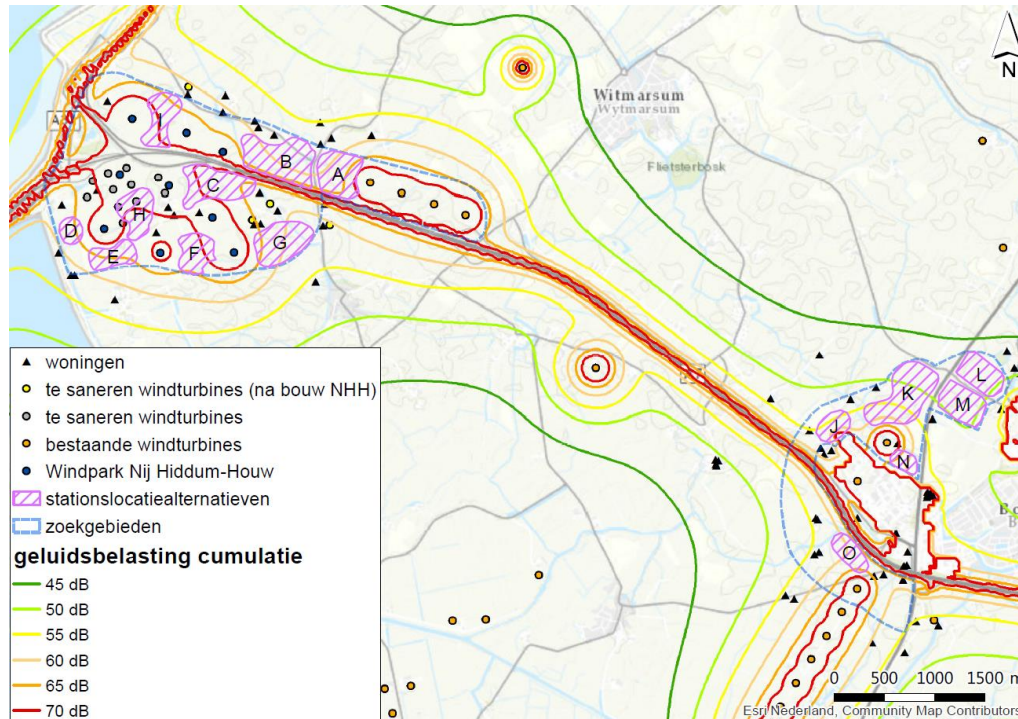 N
Witmarsum
Wytmarsum
Flietsterbosk
A
I
B
A
C
H
D
G
E
F
L
K
M
J
N
O
Bo
B
woningen
te saneren windturbines (na bouw NHH)
te saneren windturbines
bestaande windturbines
Windpark Nij Hiddum-Houw
stationslocatiealternatieven
zoekgebieden
geluidsbelasting cumulatie
45 dB
50 dB
55 dB
60 dB
65 dB
70 dB
0 500 1000 1500 m
Esri Nederland, Community Map Contributors